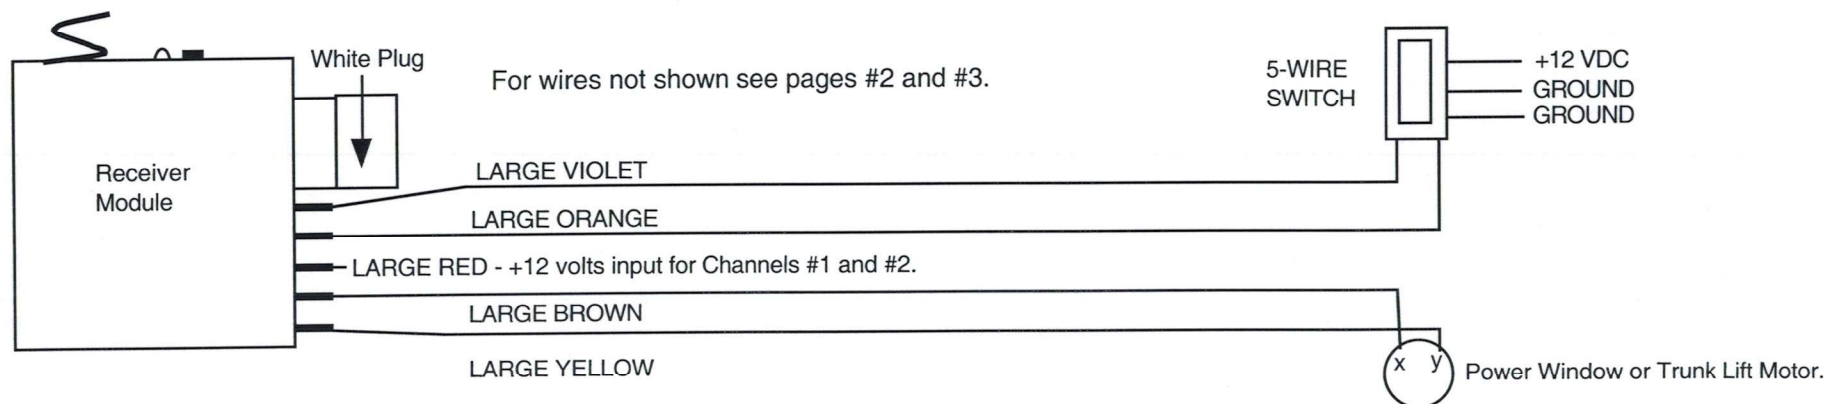 White Plug
For wires not shown see pages #2 and #3.
5-WIRE
SWITCH
+12 VDC
GROUND
GROUND
Receiver
Module
LARGE VIOLET
LARGE ORANGE
LARGE RED - +12 volts input for Channels #1 and #2.
LARGE BROWN
LARGE YELLOW
x y
Power Window or Trunk Lift Motor.